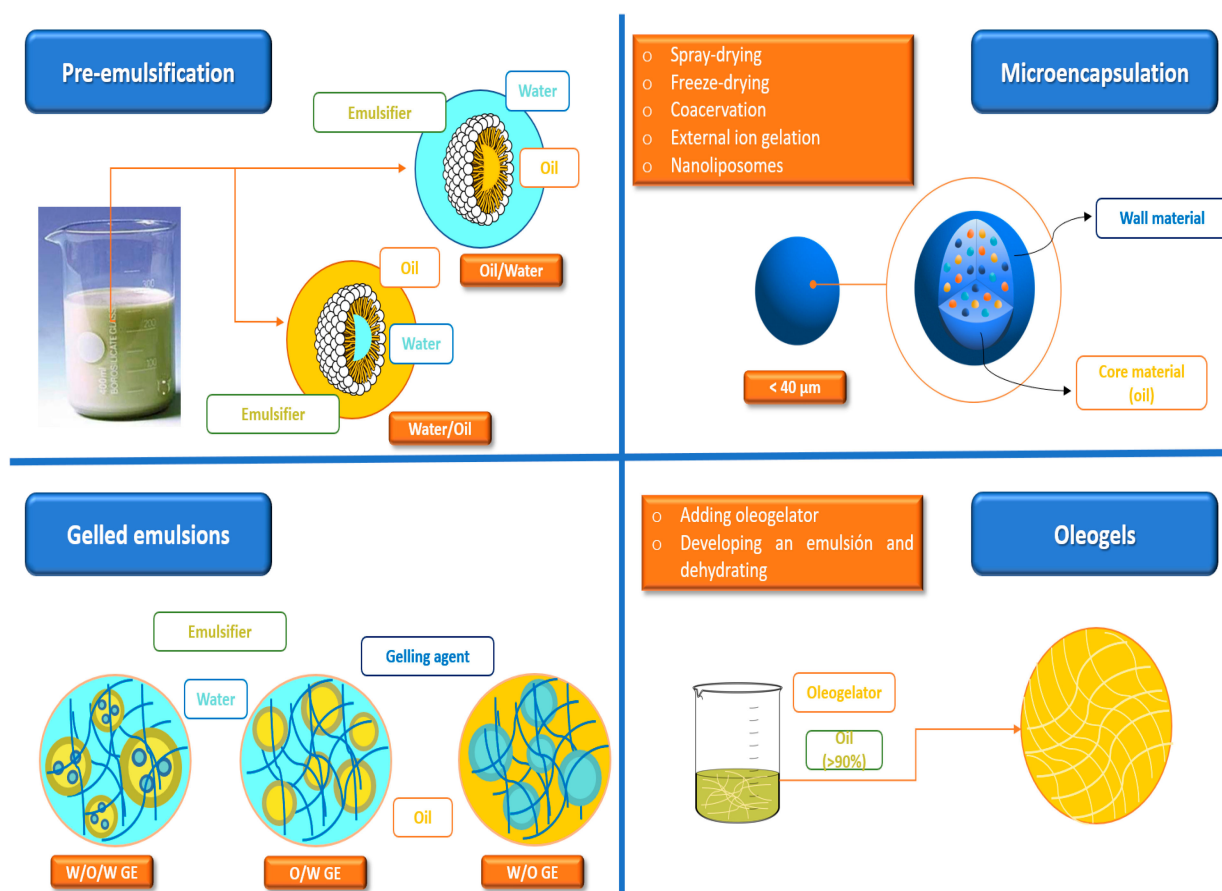 Pre-emulsification
Water
Emulsifier
Oil
Oil/Water
Oil
Water
Emulsifier
Water/Oil
o Spray-drying
o Freeze-drying
o Coacervation
o External ion gelation
o Nanoliposomes
Microencapsulation
Wall material
< 40 µm
Core material
(oil)
Gelled emulsions
Emulsifier
Gelling agent
Water
Oil
W/O/W GE
O/W GE
W/O GE
o Adding oleogelator
o Developing an emulsión and
dehydrating
Oleogels
Oleogelator
Oil
(>90%)